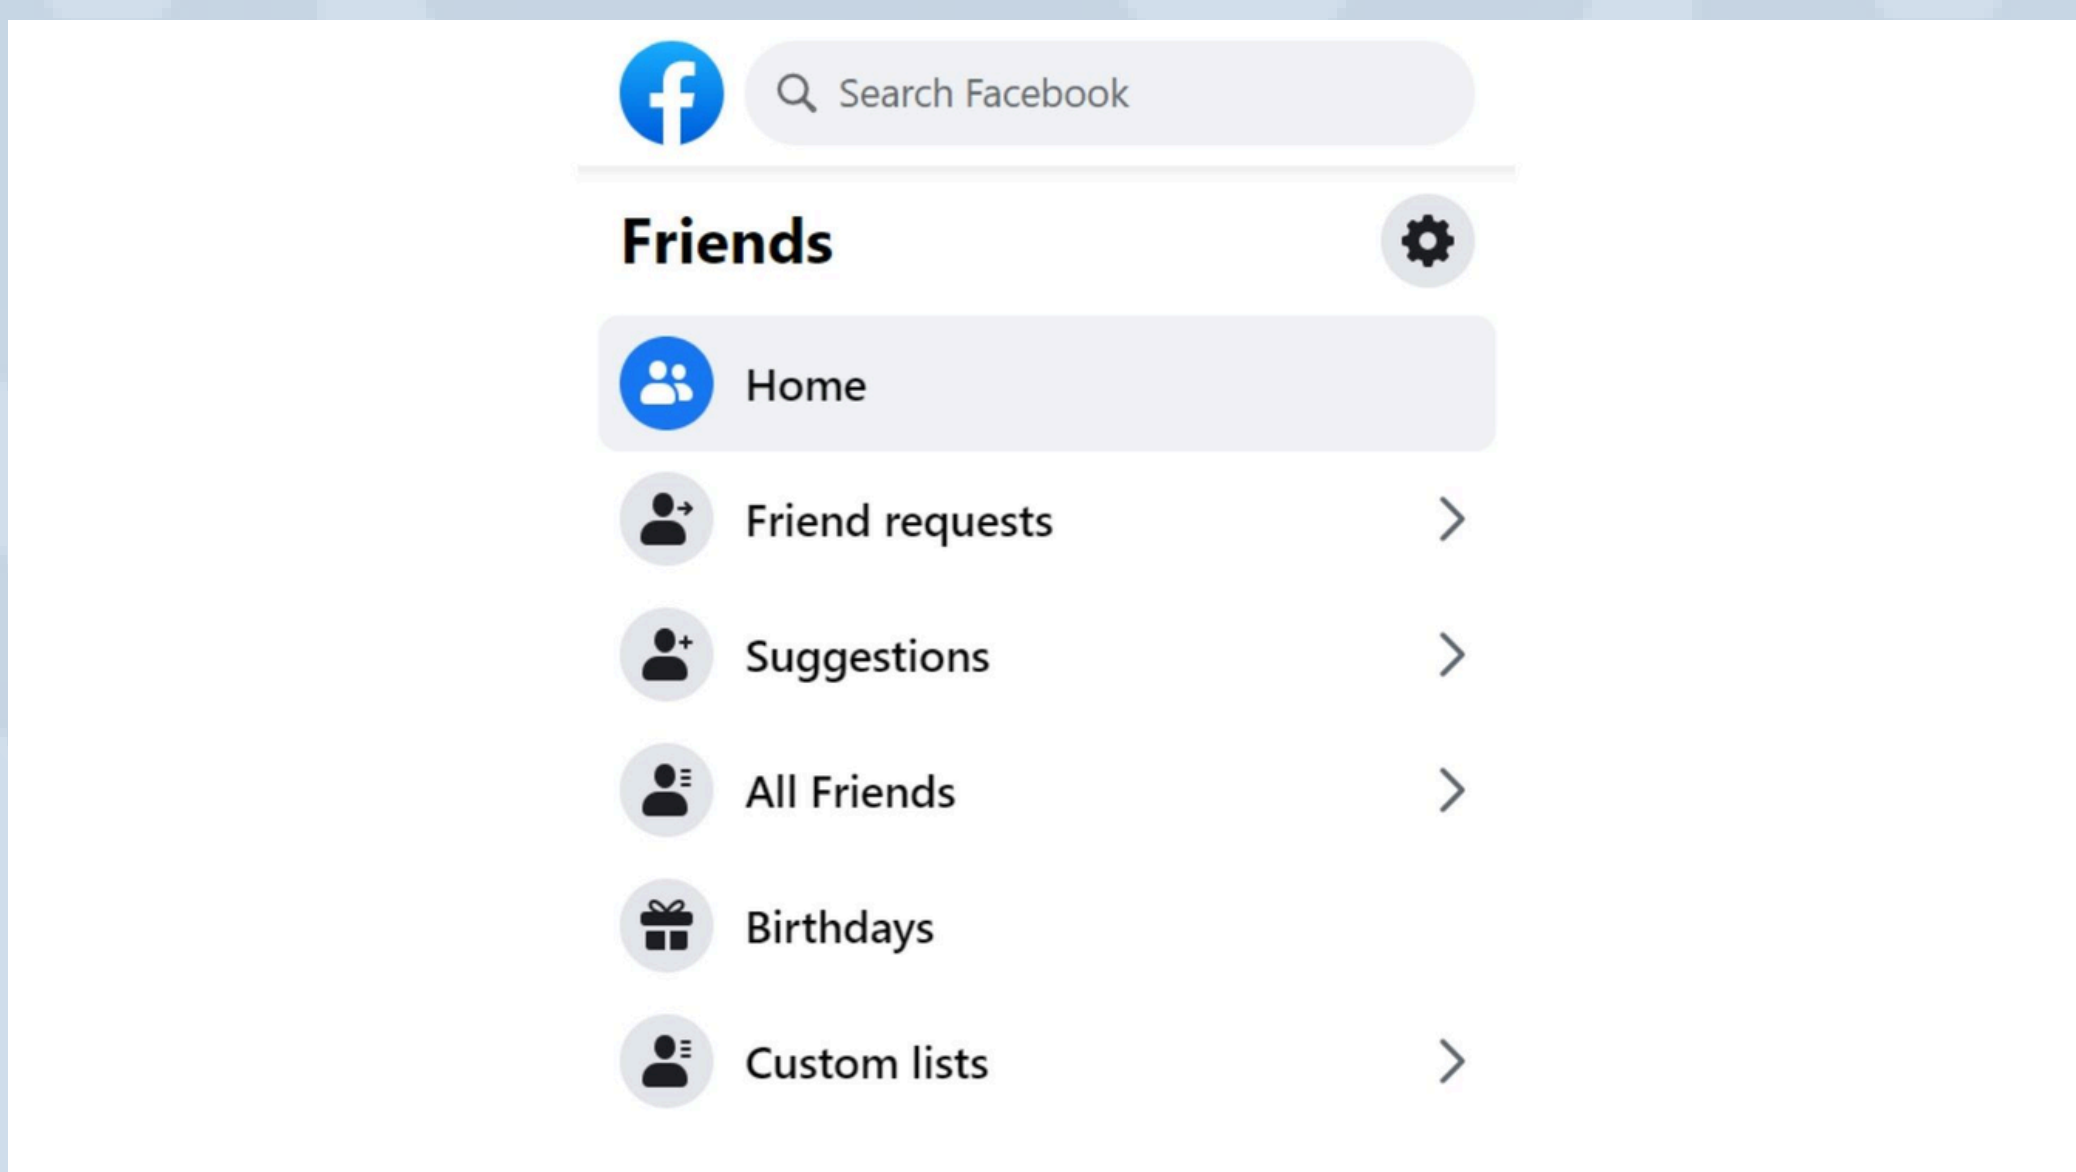 Search Facebook
Friends
Home
Friend requests
Suggestions
All Friends
Birthdays
Custom lists